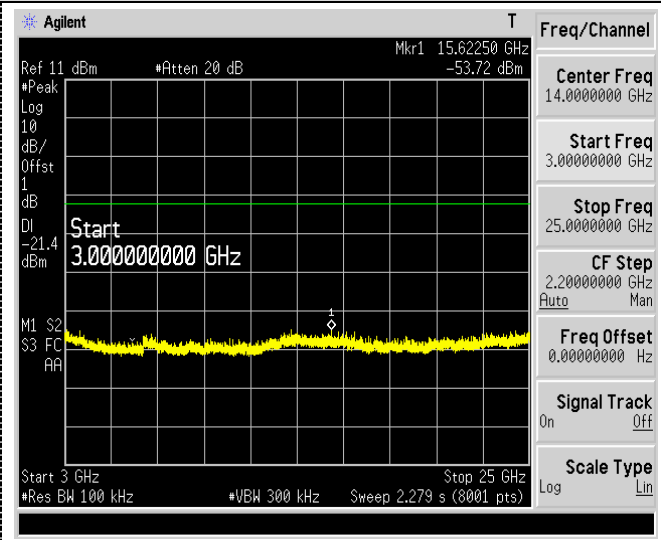 Agilent T
Mkr1 15.62250 GHz
Ref 11 dBm #Atten 20 dB -53.72 dBm
#Peak
Log
10
dB/
Offst
1
dB
DI
-21.4
dBm
Start
3.000000000 GHz
1
M1 S2
S3 FC
AA
Start 3 GHz Stop 25 GHz
#Res BW 100 kHz #VBW 300 kHz Sweep 2.279 s (8001 pts)
Freq/Channel
Center Freq
14.0000000 GHz
Start Freq
3.00000000 GHz
Stop Freq
25.0000000 GHz
CF Step
2.20000000 GHz
Auto Man
Freq Offset
0.00000000 Hz
Signal Track
On Off
Scale Type
Log Lin